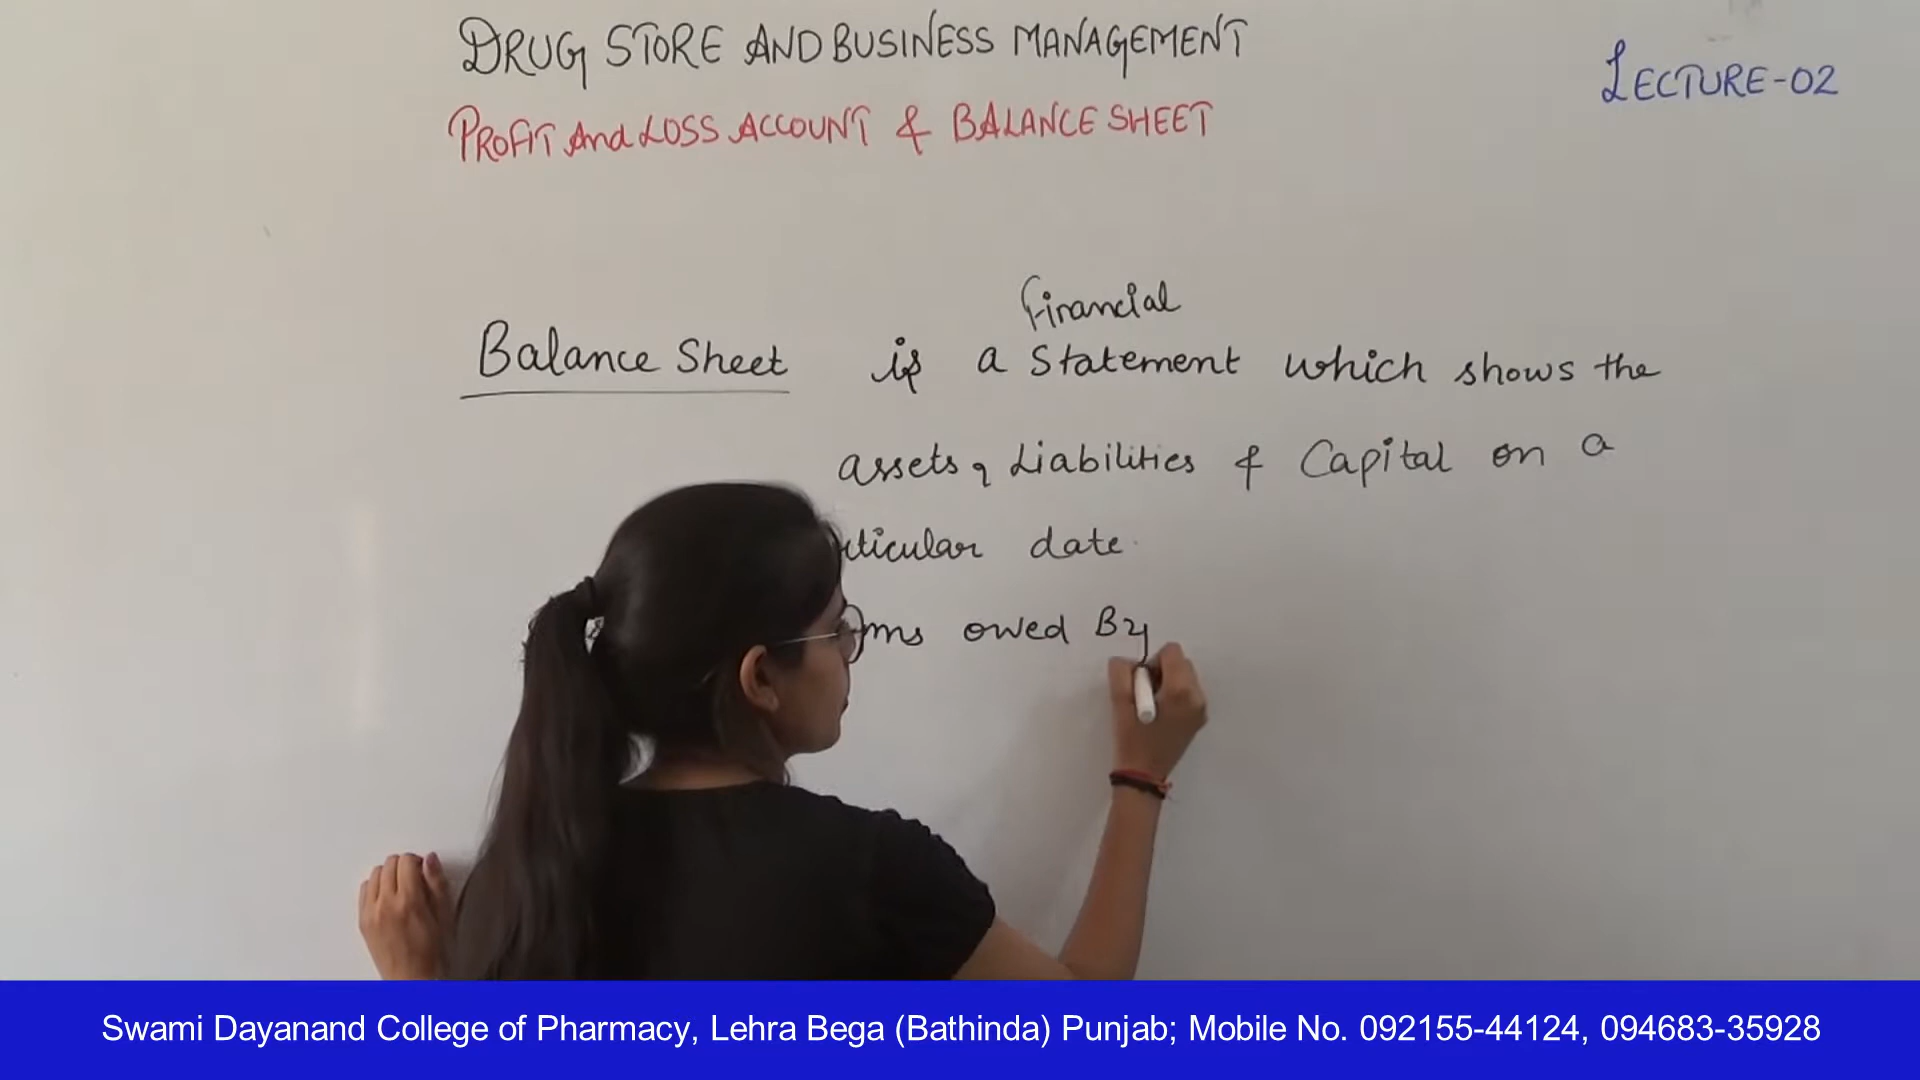 DRUG STORE AND BUSINESS MANAGEMENT
LECTURE-02
PROFIT And LOSS ACCOUNT & BALANCE SHEET
Financial
Balance Sheet is a Statement which shows the
assets, Liabilities & Capital on a
date.
owed By
Swami Dayanand College of Pharmacy, Lehra Bega (Bathinda) Punjab; Mobile No. 092155-44124, 094683-35928